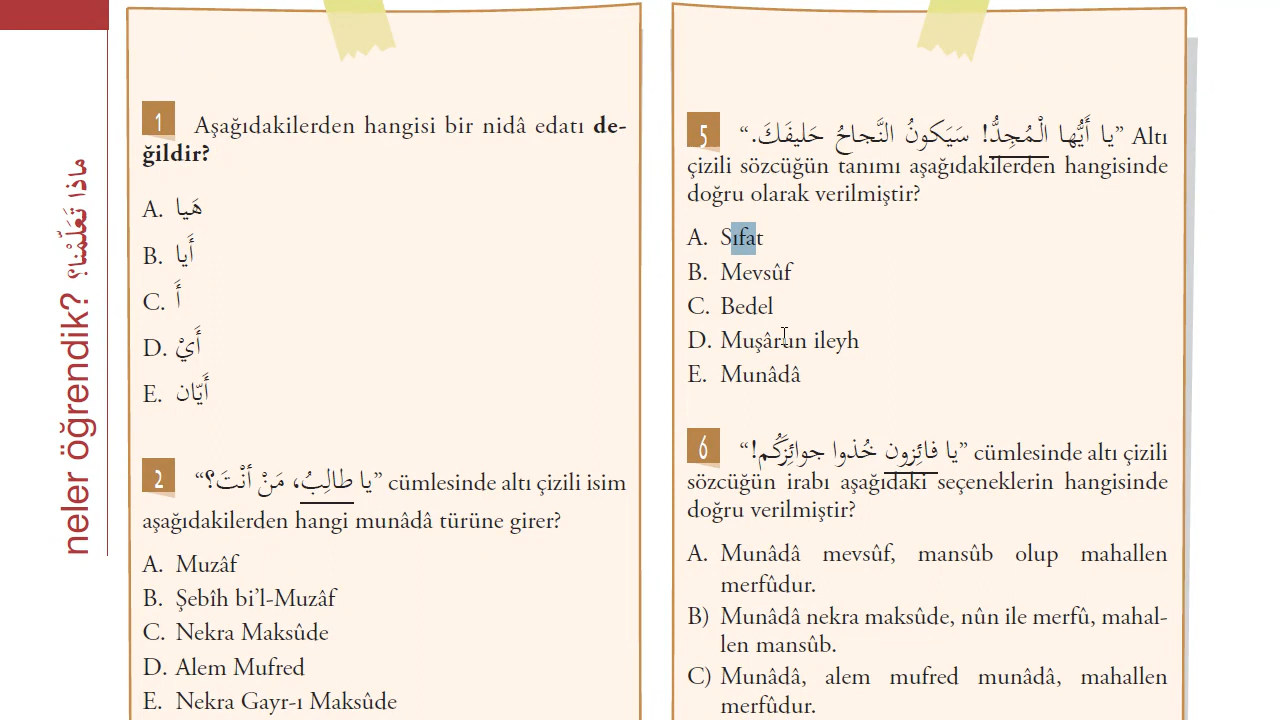 neler öğrendik? ماذا تَعَلَّمْنا؟
1 Aşağıdakilerden hangisi bir nidâ edatı de-
ğildir?
A. هَيا
B. أَيا
C. أَ
D. أَيْ
E. أَيّان
2 ”يا طالِبُ، مَنْ أنْتَ؟“ cümlesinde altı çizili isim
aşağıdakilerden hangi munâdâ türüne girer?
A. Muzâf
B. Şebîh bi’l-Muzâf
C. Nekra Maksûde
D. Alem Mufred
E. Nekra Gayr-ı Maksûde
5 ”يا أَيُّها الْمُجِدُّ! سَيَكونُ النَّجاحُ حَليفَكَ.“ Altı
çizili sözcüğün tanımı aşağıdakilerden hangisinde
doğru olarak verilmiştir?
A. Sıfat
B. Mevsûf
C. Bedel
D. Muşârun ileyh
E. Munâdâ
6 ”يا فائِزون خُذوا جوائِزَكُم!“ cümlesinde altı çizili
sözcüğün irabı aşağıdaki seçeneklerin hangisinde
doğru verilmiştir?
A. Munâdâ mevsûf, mansûb olup mahallen
merfûdur.
B) Munâdâ nekra maksûde, nûn ile merfû, mahal-
len mansûb.
C) Munâdâ, alem mufred munâdâ, mahallen
merfûdur.